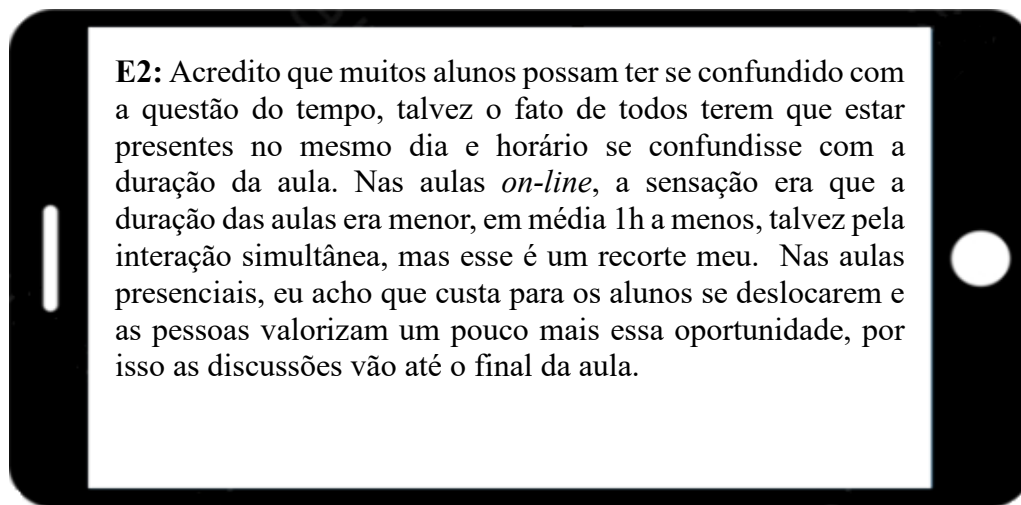 E2: Acredito que muitos alunos possam ter se confundido com
a questão do tempo, talvez o fato de todos terem que estar
presentes no mesmo dia e horário se confundisse com a
duração da aula. Nas aulas on-line, a sensação era que a
duração das aulas era menor, em média 1h a menos, talvez pela
interação simultânea, mas esse é um recorte meu. Nas aulas
presenciais, eu acho que custa para os alunos se deslocarem e
as pessoas valorizam um pouco mais essa oportunidade, por
isso as discussões vão até o final da aula.